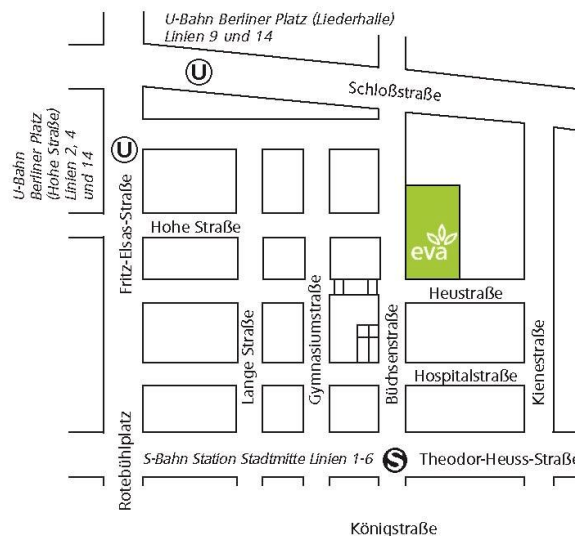 U-Bahn Berliner Platz (Liederhalle)
Linien 9 und 14
U
Schloßstraße
U-Bahn
Berliner Platz
(Hohe Straße)
Linien 2, 4
und 14
U
Fritz-Elsas-Straße
Hohe Straße
eva
Heustraße
Lange Straße
Gymnasiumstraße
Büchsenstraße
Kienestraße
Hospitalstraße
Rotebühlplatz
S-Bahn Station Stadtmitte Linien 1-6
S
Theodor-Heuss-Straße
Königstraße